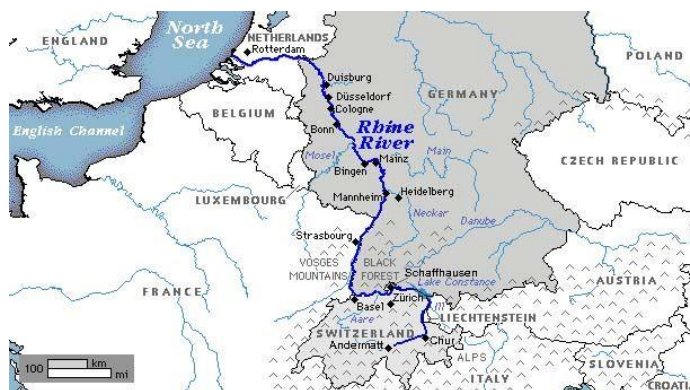 North
Sea
ENGLAND
NETHERLANDS
Rotterdam
POLAND
Duisburg
GERMANY
Düsseldorf
Cologne
BELGIUM
Bonn
English Channel
Rhine
River
Main
Mosel
Mainz
Bingen
CZECH REPUBLIC
Mannheim
Heidelberg
LUXEMBOURG
Neckar
Danube
Strasbourg
VOSGES
MOUNTAINS
BLACK
FOREST
Schaffhausen
Lake Constance
AUSTRIA
FRANCE
Basel
Zürich
Ill
Aare
LIECHTENSTEIN
SWITZERLAND
Andermatt
Chur
ALPS
SLOVENIA
ITALY
CROATI
100
km
mi